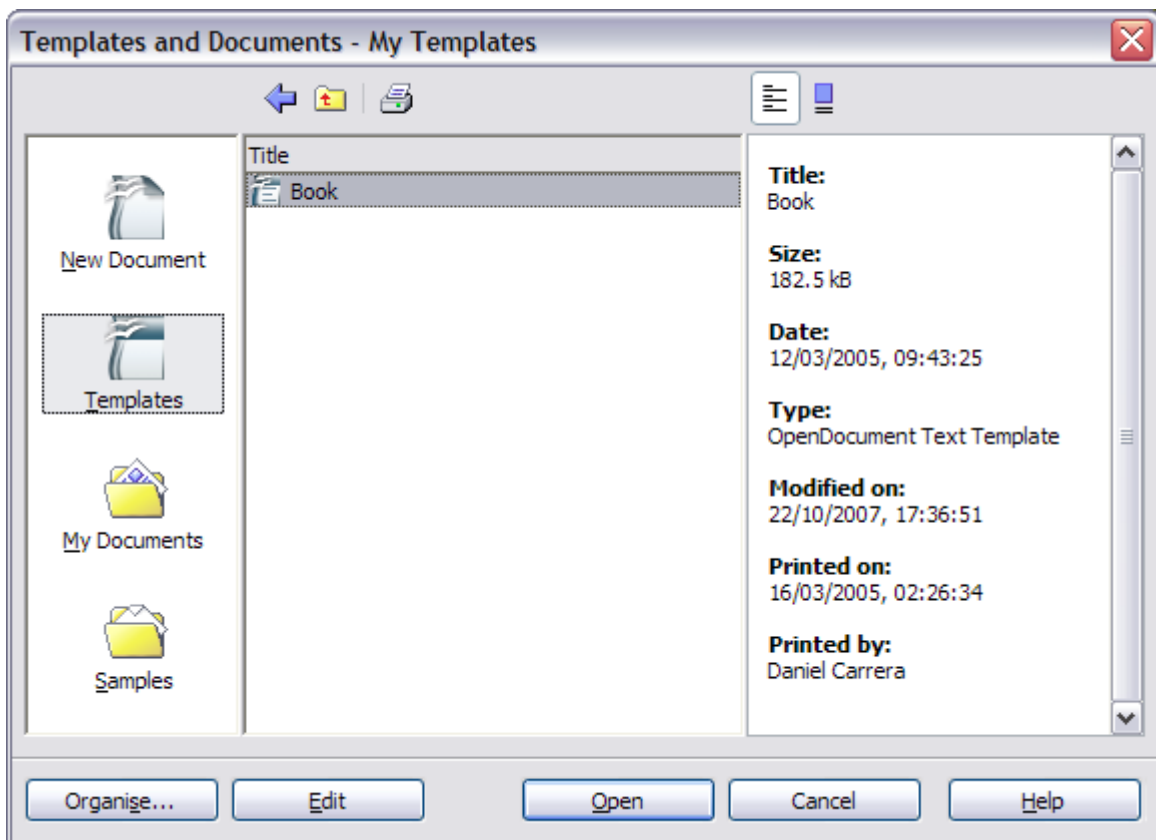 Templates and Documents - My Templates
New Document
Templates
My Documents
Samples
Title
Book
Title:
Book
Size:
182.5 kB
Date:
12/03/2005, 09:43:25
Type:
OpenDocument Text Template
Modified on:
22/10/2007, 17:36:51
Printed on:
16/03/2005, 02:26:34
Printed by:
Daniel Carrera
Organise... Edit Open Cancel Help